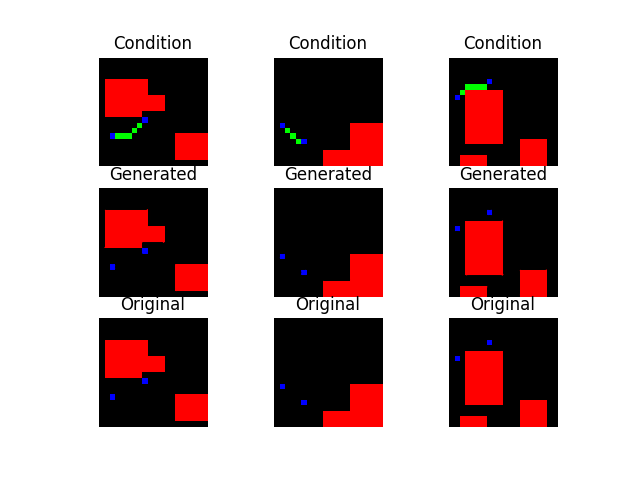 Condition Condition Condition
Generated Generated Generated
Original Original Original